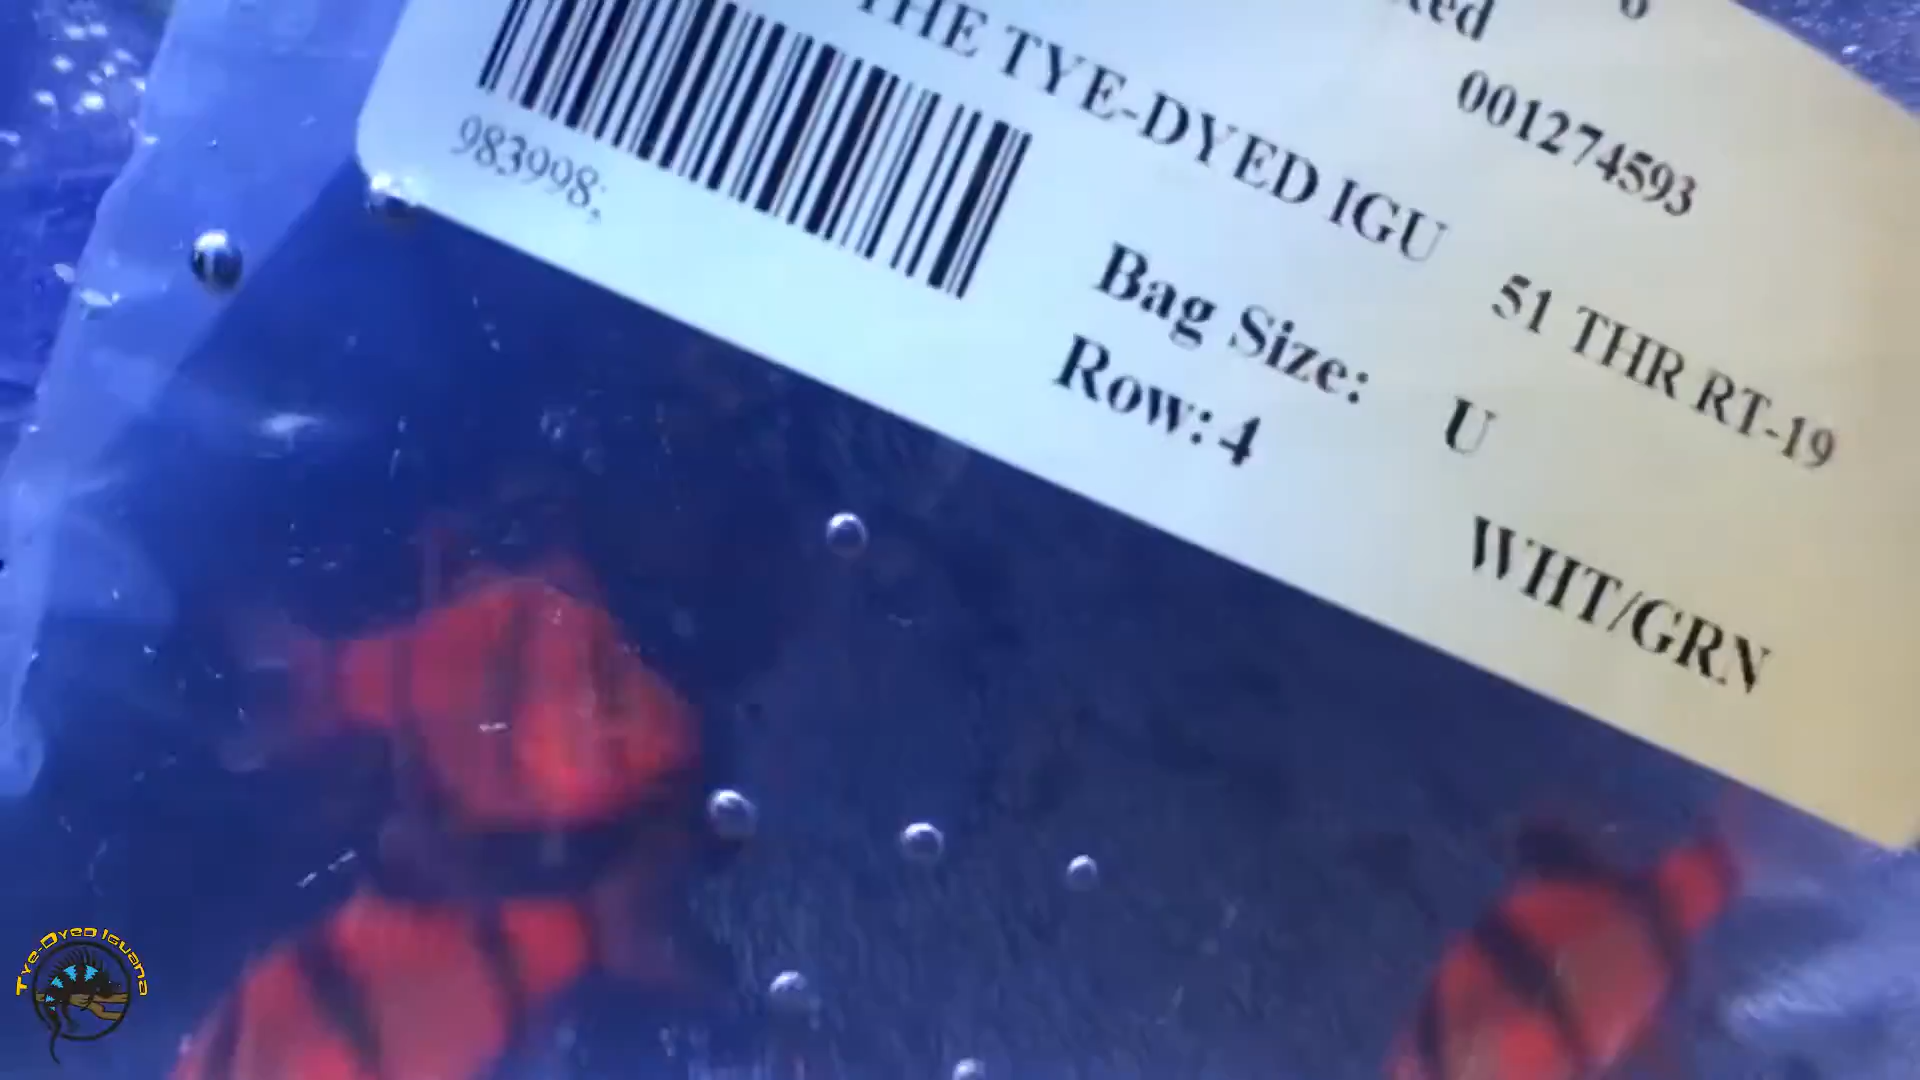 THE TYE-DYED IGU
001274593
983998;
51 THR RT-19
Bag Size: U
Row: 4
WHT/GRN
Tye-Dyed Iguana